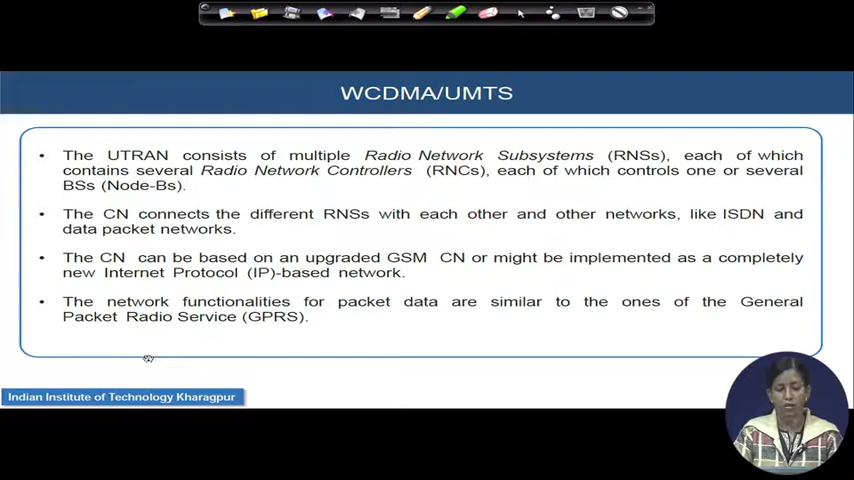 WCDMA/UMTS
• The UTRAN consists of multiple Radio Network Subsystems (RNSs), each of which
contains several Radio Network Controllers (RNCs), each of which controls one or several
BSs (Node-Bs).
• The CN connects the different RNSs with each other and other networks, like ISDN and
data packet networks.
• The CN can be based on an upgraded GSM CN or might be implemented as a completely
new Internet Protocol (IP)-based network.
• The network functionalities for packet data are similar to the ones of the General
Packet Radio Service (GPRS).
Indian Institute of Technology Kharagpur